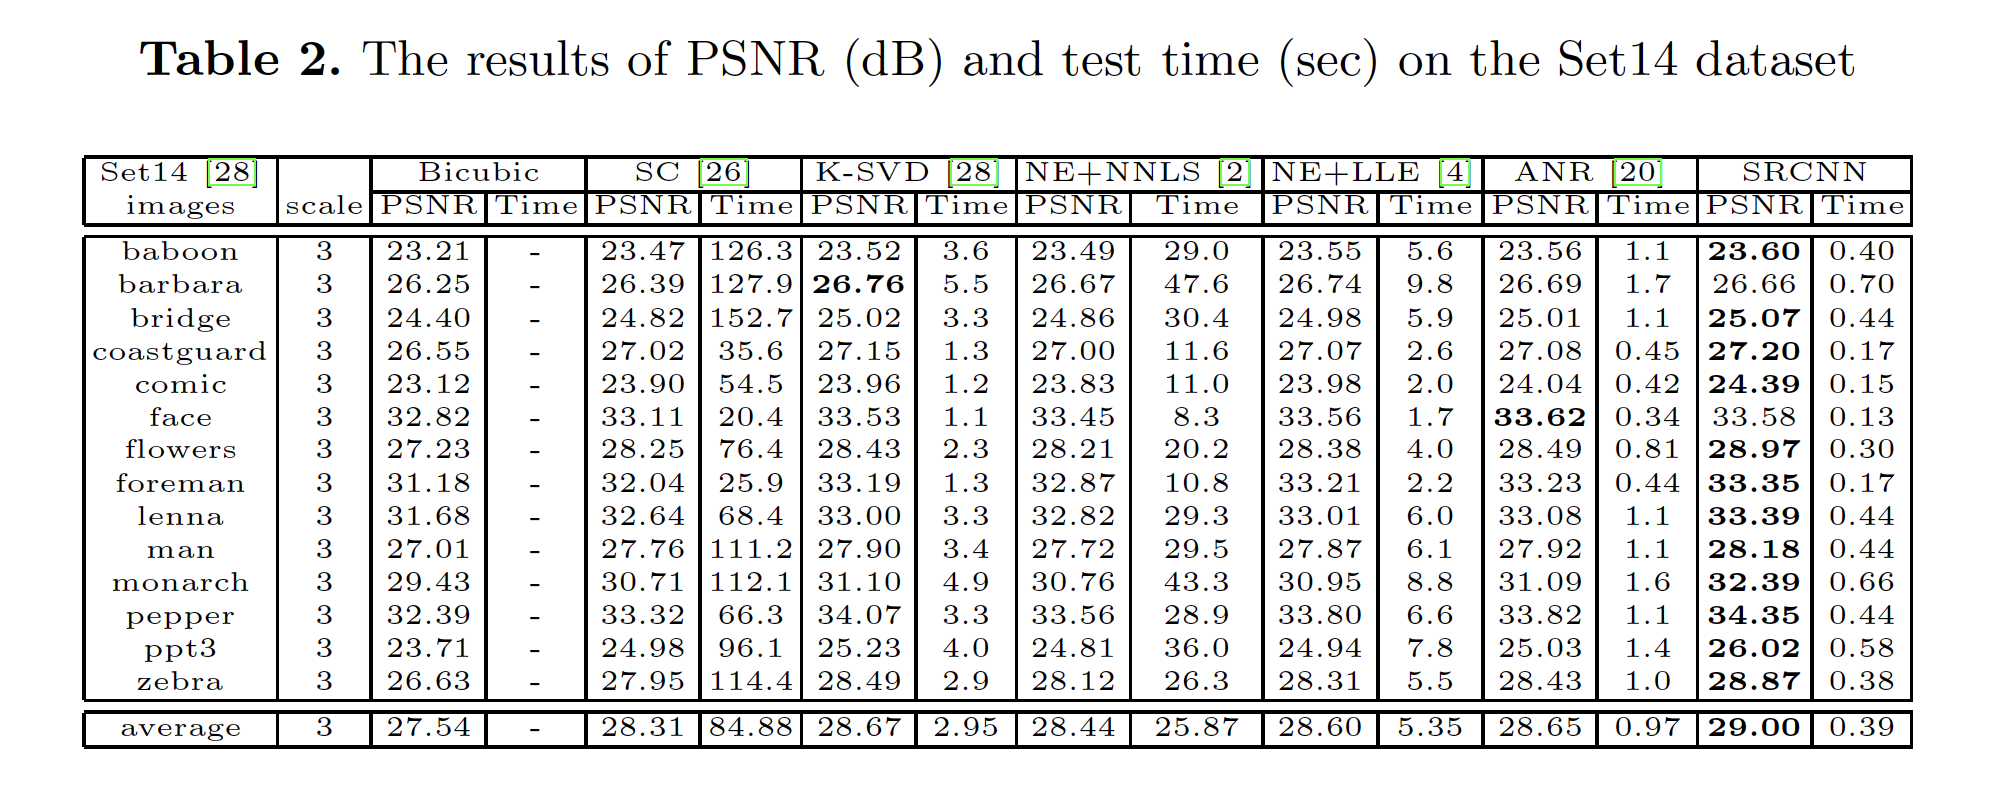 Table 2. The results of PSNR (dB) and test time (sec) on the Set14 dataset
Set14 [28] Bicubic SC [26] K-SVD [28] NE+NNLS [2] NE+LLE [4] ANR [20] SRCNN
images scale PSNR Time PSNR Time PSNR Time PSNR Time PSNR Time PSNR Time PSNR Time
baboon 3 23.21 - 23.47 126.3 23.52 3.6 23.49 29.0 23.55 5.6 23.56 1.1 23.60 0.40
barbara 3 26.25 - 26.39 127.9 26.76 5.5 26.67 47.6 26.74 9.8 26.69 1.7 26.66 0.70
bridge 3 24.40 - 24.82 152.7 25.02 3.3 24.86 30.4 24.98 5.9 25.01 1.1 25.07 0.44
coastguard 3 26.55 - 27.02 35.6 27.15 1.3 27.00 11.6 27.07 2.6 27.08 0.45 27.20 0.17
comic 3 23.12 - 23.90 54.5 23.96 1.2 23.83 11.0 23.98 2.0 24.04 0.42 24.39 0.15
face 3 32.82 - 33.11 20.4 33.53 1.1 33.45 8.3 33.56 1.7 33.62 0.34 33.58 0.13
flowers 3 27.23 - 28.25 76.4 28.43 2.3 28.21 20.2 28.38 4.0 28.49 0.81 28.97 0.30
foreman 3 31.18 - 32.04 25.9 33.19 1.3 32.87 10.8 33.21 2.2 33.23 0.44 33.35 0.17
lenna 3 31.68 - 32.64 68.4 33.00 3.3 32.82 29.3 33.01 6.0 33.08 1.1 33.39 0.44
man 3 27.01 - 27.76 111.2 27.90 3.4 27.72 29.5 27.87 6.1 27.92 1.1 28.18 0.44
monarch 3 29.43 - 30.71 112.1 31.10 4.9 30.76 43.3 30.95 8.8 31.09 1.6 32.39 0.66
pepper 3 32.39 - 33.32 66.3 34.07 3.3 33.56 28.9 33.80 6.6 33.82 1.1 34.35 0.44
ppt3 3 23.71 - 24.98 96.1 25.23 4.0 24.81 36.0 24.94 7.8 25.03 1.4 26.02 0.58
zebra 3 26.63 - 27.95 114.4 28.49 2.9 28.12 26.3 28.31 5.5 28.43 1.0 28.87 0.38
average 3 27.54 - 28.31 84.88 28.67 2.95 28.44 25.87 28.60 5.35 28.65 0.97 29.00 0.39